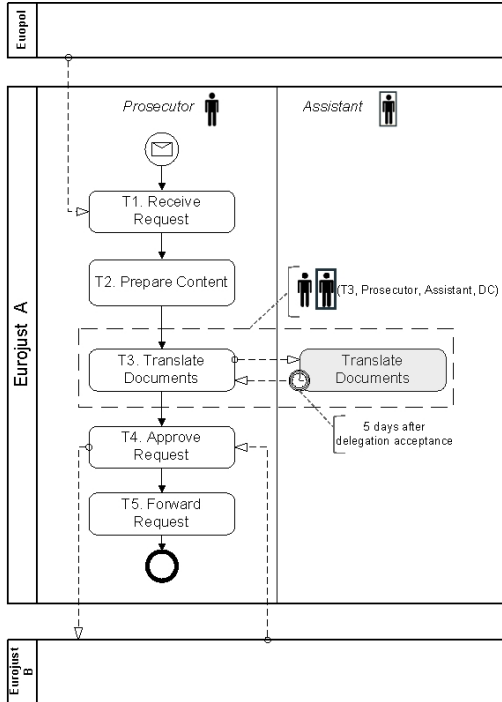 Euopol
Prosecutor
Assistant
T1. Receive
Request
T2. Prepare Content
(T3, Prosecutor, Assistant, DC)
Eurojust A
T3. Translate
Documents
Translate
Documents
5 days after
delegation acceptance
T4. Approve
Request
T5. Forward
Request
Eurojust
B